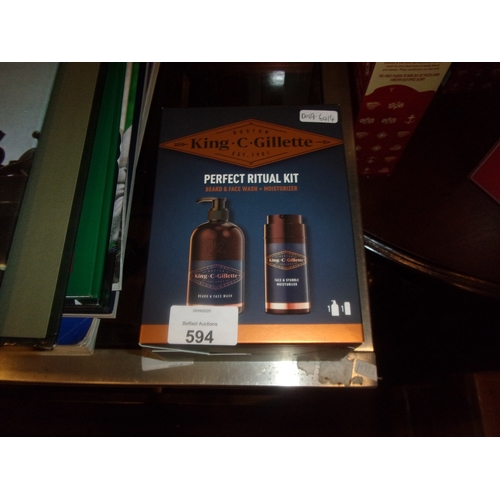 BOSTON
King·C·Gillette
EST. 1901
PERFECT RITUAL KIT
BEARD & FACE WASH + MOISTURIZER
King·C·Gillette
BEARD & FACE WASH
King·C·Gillette
FACE & STUBBLE
MOISTURIZER
Botford Auctions
594